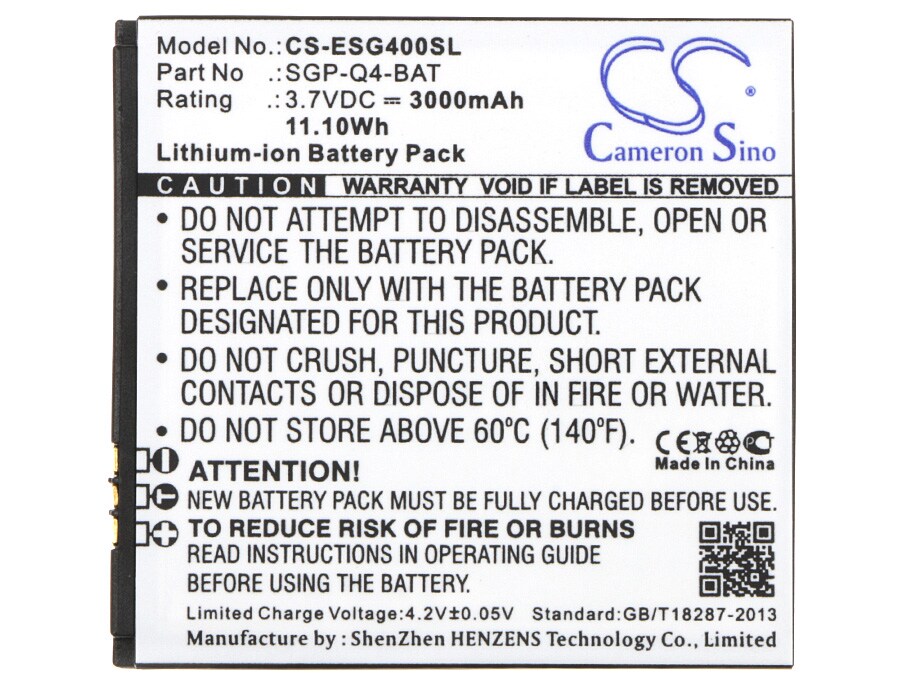 Model No.: CS-ESG400SL
Part No .: SGP-Q4-BAT
Rating .: 3.7VDC ⎓ 3000mAh
11.10Wh
Lithium-ion Battery Pack
CS ®
Cameron Sino
CAUTION WARRANTY VOID IF LABEL IS REMOVED
• DO NOT ATTEMPT TO DISASSEMBLE, OPEN OR
SERVICE THE BATTERY PACK.
• REPLACE ONLY WITH THE BATTERY PACK
DESIGNATED FOR THIS PRODUCT.
• DO NOT CRUSH, PUNCTURE, SHORT EXTERNAL
CONTACTS OR DISPOSE OF IN FIRE OR WATER.
• DO NOT STORE ABOVE 60°C (140°F).
CE
Made In China
ATTENTION!
NEW BATTERY PACK MUST BE FULLY CHARGED BEFORE USE.
TO REDUCE RISK OF FIRE OR BURNS
READ INSTRUCTIONS IN OPERATING GUIDE
BEFORE USING THE BATTERY.
Limited Charge Voltage:4.2V±0.05V Standard:GB/T18287-2013
Manufacture by : ShenZhen HENZENS Technology Co., Limited